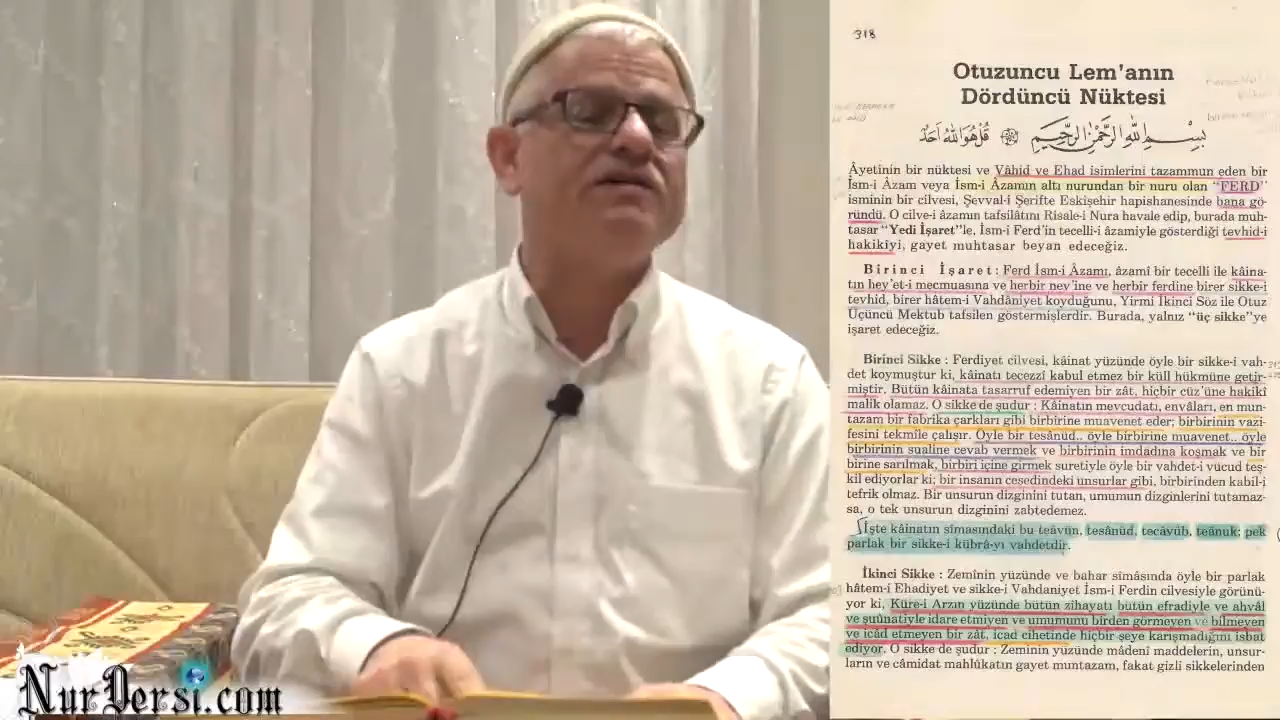 318
Otuzuncu Lem'anın
Dördüncü Nüktesi
بِسْمِ اللّٰهِ الرَّحْمٰنِ الرَّحِيمِ قُلْ هُوَ اللّٰهُ اَحَدٌ
Âyetinin bir nüktesi ve Vâhid ve Ehad isimlerini tazammun eden bir
İsm-i Âzam veya İsm-i Âzamın altı nurundan bir nuru olan "FERD"
isminin bir cilvesi, Şevval-i Şerifte Eskişehir hapishanesinde bana gö-
ründü. O cilve-i âzamın tafsilâtını Risale-i Nura havale edip, burada muh-
tasar "Yedi İşaret"le, İsm-i Ferd'in tecelli-i âzamiyle gösterdiği tevhid-i
hakikîyi, gayet muhtasar beyan edeceğiz.
Birinci İşaret: Ferd İsm-i Âzamı, âzamî bir tecelli ile kâina-
tın hey'et-i mecmuasına ve herbir nev'ine ve herbir ferdine birer sikke-i
tevhid, birer hâtem-i Vahdâniyet koyduğunu, Yirmi İkinci Söz ile Otuz
Üçüncü Mektub tafsilen göstermişlerdir. Burada, yalnız "üç sikke"ye
işaret edeceğiz.
Birinci Sikke : Ferdiyet cilvesi, kâinat yüzünde öyle bir sikke-i vah-
det koymuştur ki, kâinatı tecezzi kabul etmez bir küll hükmüne getir-
miştir. Bütün kâinata tasarruf edemiyen bir zât, hiçbir cüz'üne hakikî
malik olamaz. O sikke de şudur : Kâinatın mevcudatı, envâları, en mun-
tazam bir fabrika çarkları gibi birbirine muavenet eder; birbirinin vazi-
fesini tekmile çalışır. Öyle bir tesânüd.. öyle birbirine muavenet.. öyle
birbirinin sualine cevab vermek ve birbirinin imdadına koşmak ve bir
birine sarılmak, birbiri içine girmek suretiyle öyle bir vahdet-i vücud teş-
kil ediyorlar ki; bir insanın cesedindeki unsurlar gibi, birbirinden kabil-i
tefrik olmaz. Bir unsurun dizginini tutan, umumun dizginlerini tutamaz-
sa, o tek unsurun dizginini zabtedemez.
İşte kâinatın sîmasındaki bu teâvün, tesânüd, tecâvüb, teânuk; pek
parlak bir sikke-i kübrâ-yı vahdetdir.
İkinci Sikke : Zemînin yüzünde ve bahar sîmâsında öyle bir parlak
hâtem-i Ehadiyet ve sikke-i Vahdaniyet İsm-i Ferdin cilvesiyle görünü-
yor ki, Küre-i Arzın yüzünde bütün zihayatı bütün efradiyle ve ahvâl
ve şuûnatiyle idare etmiyen ve umumunu birden görmeyen ve bilmeyen
ve icâd etmeyen bir zât, icad cihetinde hiçbir şeye karışmadığını isbat
ediyor. O sikke de şudur : Zeminin yüzünde mâdenî maddelerin, unsur-
ların ve câmidat mahlûkatın gayet muntazam, fakat gizli sikkelerinden
NurDersi.com